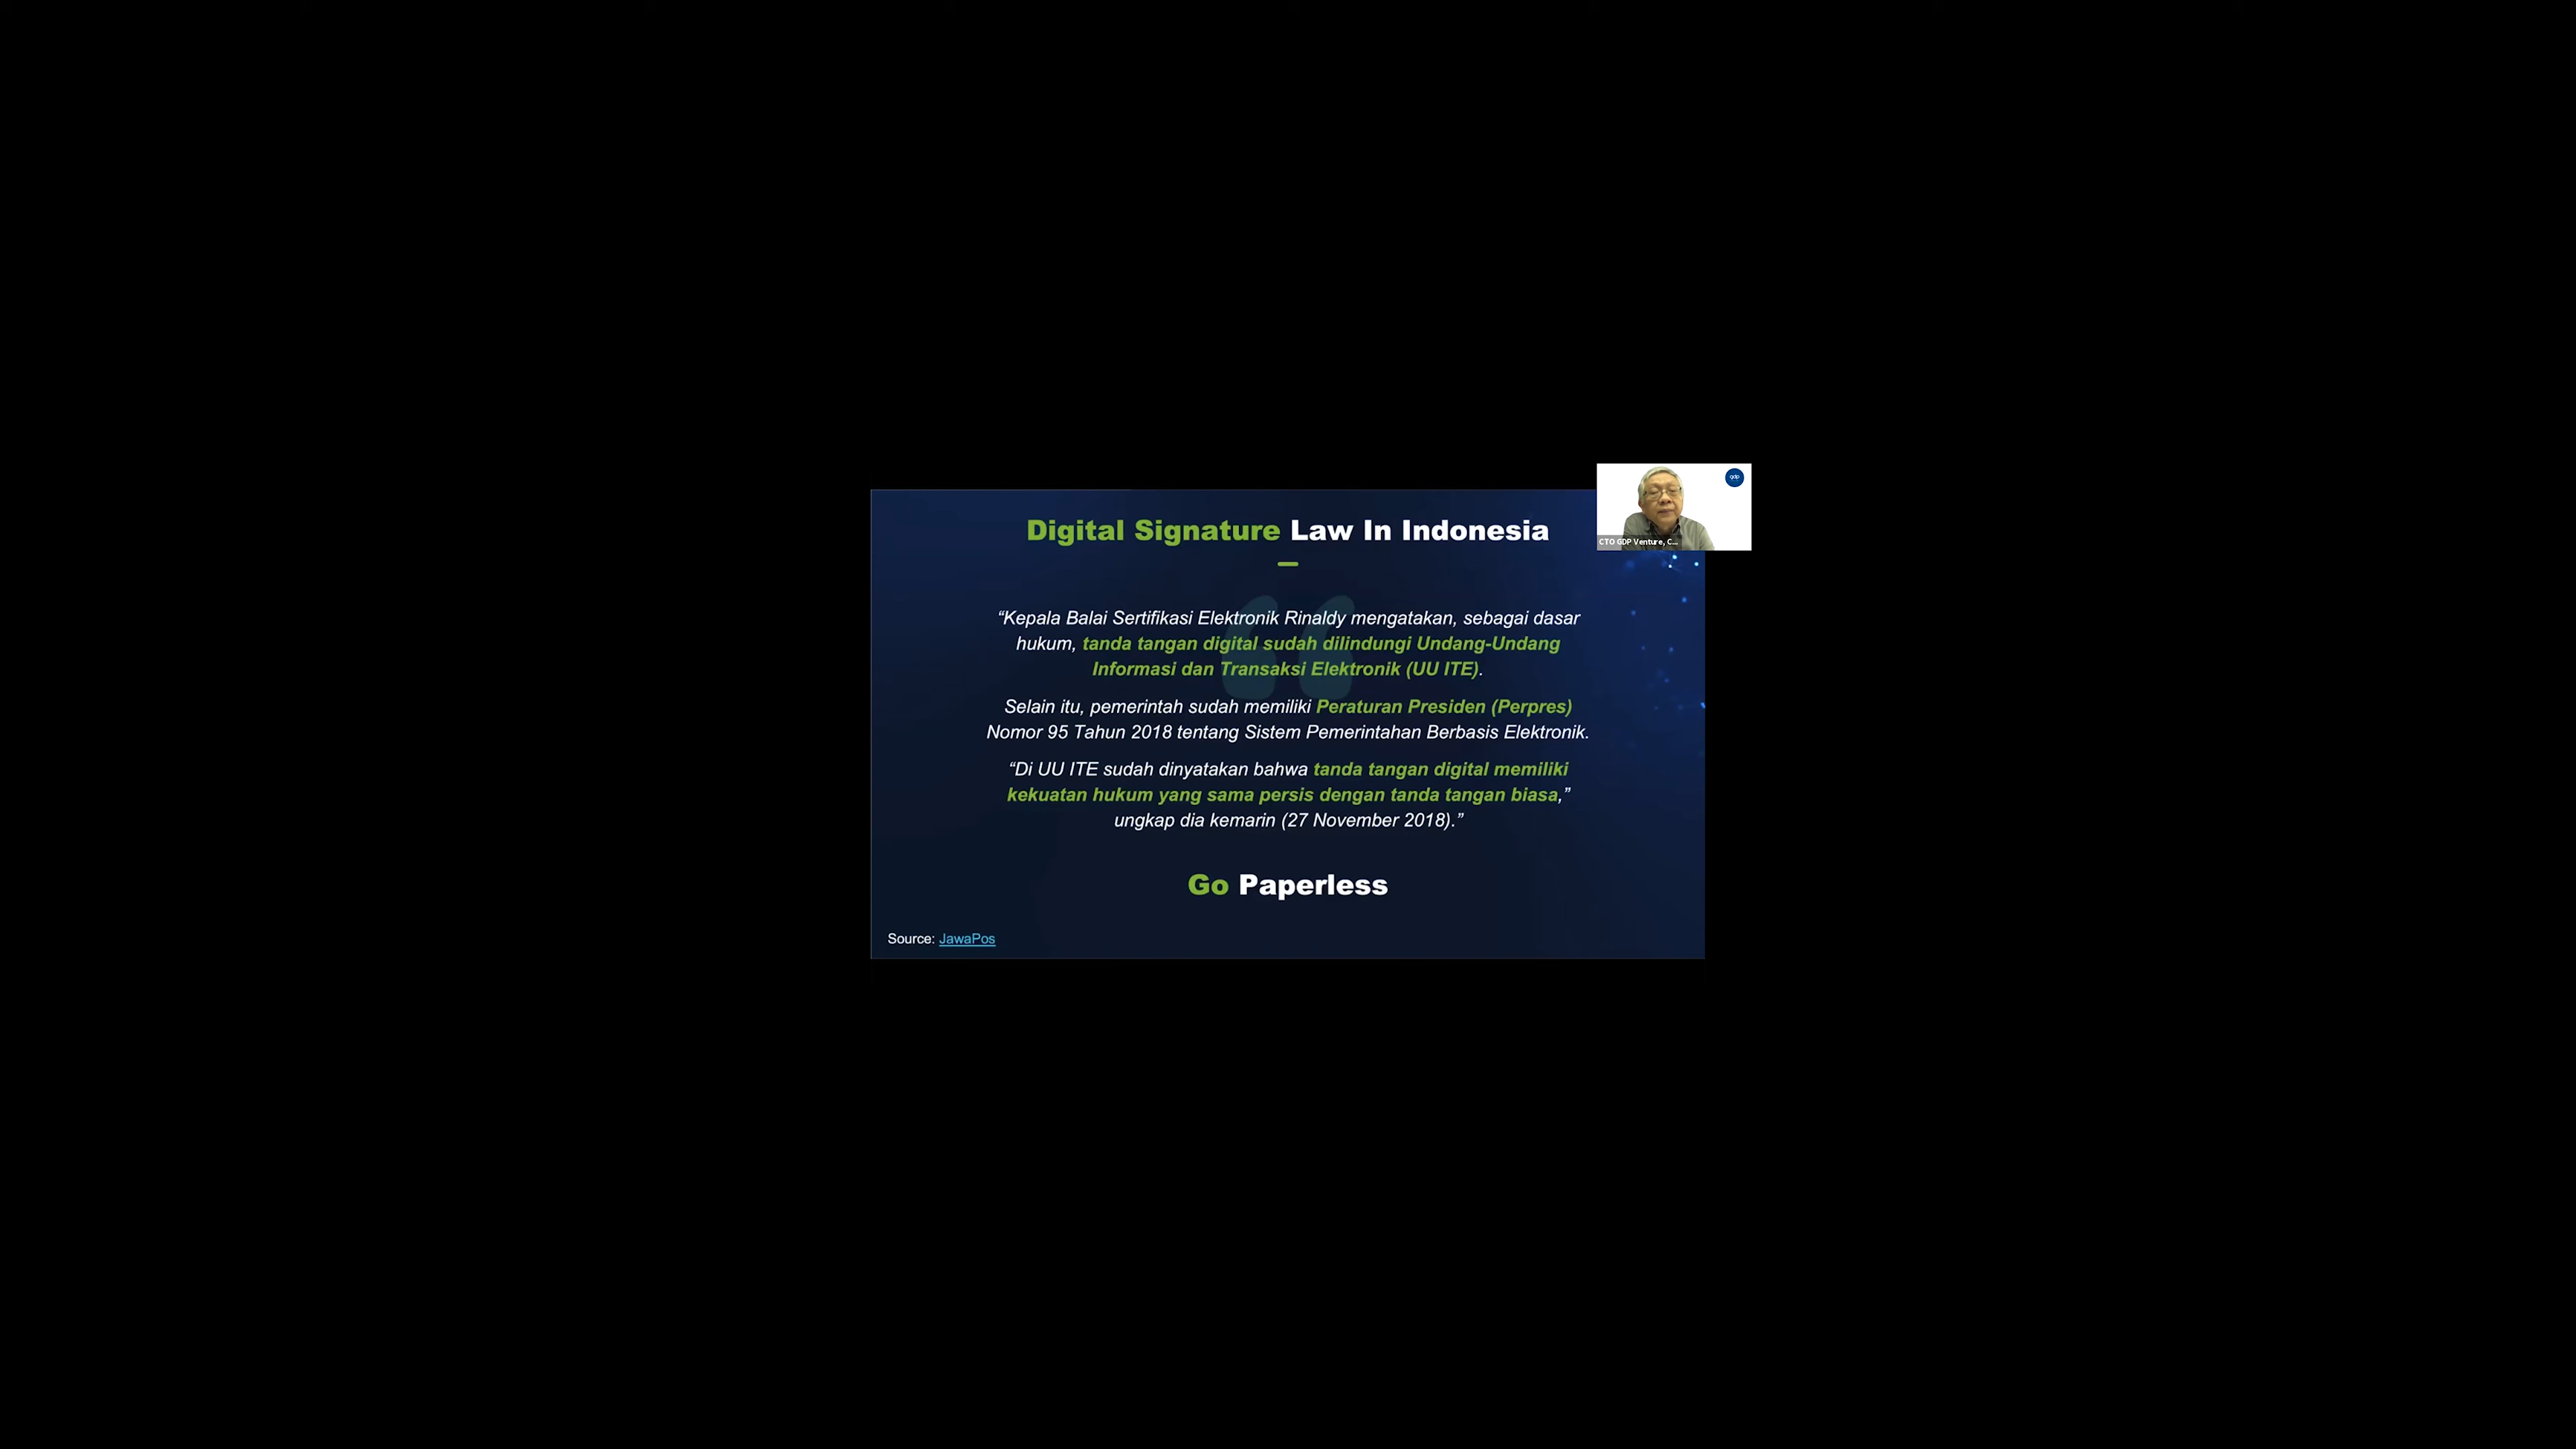 Digital Signature Law In Indonesia
gdp
CTO GDP Venture, C...
“Kepala Balai Sertifikasi Elektronik Rinaldy mengatakan, sebagai dasar
hukum, tanda tangan digital sudah dilindungi Undang-Undang
Informasi dan Transaksi Elektronik (UU ITE).
Selain itu, pemerintah sudah memiliki Peraturan Presiden (Perpres)
Nomor 95 Tahun 2018 tentang Sistem Pemerintahan Berbasis Elektronik.
“Di UU ITE sudah dinyatakan bahwa tanda tangan digital memiliki
kekuatan hukum yang sama persis dengan tanda tangan biasa,”
ungkap dia kemarin (27 November 2018).”
Go Paperless
Source: JawaPos